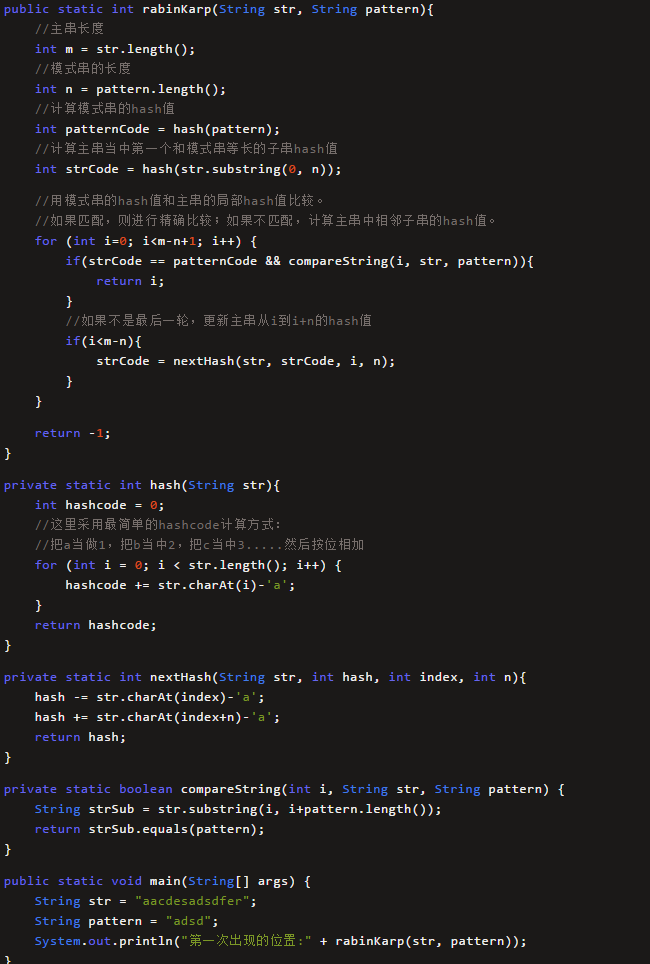 public static int rabinKarp(String str, String pattern){
//主串长度
int m = str.length();
//模式串的长度
int n = pattern.length();
//计算模式串的hash值
int patternCode = hash(pattern);
//计算主串当中第一个和模式串等长的子串hash值
int strCode = hash(str.substring(0, n));
//用模式串的hash值和主串的局部hash值比较。
//如果匹配，则进行精确比较；如果不匹配，计算主串中相邻子串的hash值。
for (int i=0; i<m-n+1; i++) {
if(strCode == patternCode && compareString(i, str, pattern)){
return i;
}
//如果不是最后一轮，更新主串从i到i+n的hash值
if(i<m-n){
strCode = nextHash(str, strCode, i, n);
}
}
return -1;
}
private static int hash(String str){
int hashcode = 0;
//这里采用最简单的hashcode计算方式：
//把a当做1，把b当中2，把c当中3.....然后按位相加
for (int i = 0; i < str.length(); i++) {
hashcode += str.charAt(i)-'a';
}
return hashcode;
}
private static int nextHash(String str, int hash, int index, int n){
hash -= str.charAt(index)-'a';
hash += str.charAt(index+n)-'a';
return hash;
}
private static boolean compareString(int i, String str, String pattern) {
String strSub = str.substring(i, i+pattern.length());
return strSub.equals(pattern);
}
public static void main(String[] args) {
String str = "aacdesadsdfer";
String pattern = "adsd";
System.out.println("第一次出现的位置:" + rabinKarp(str, pattern));
}